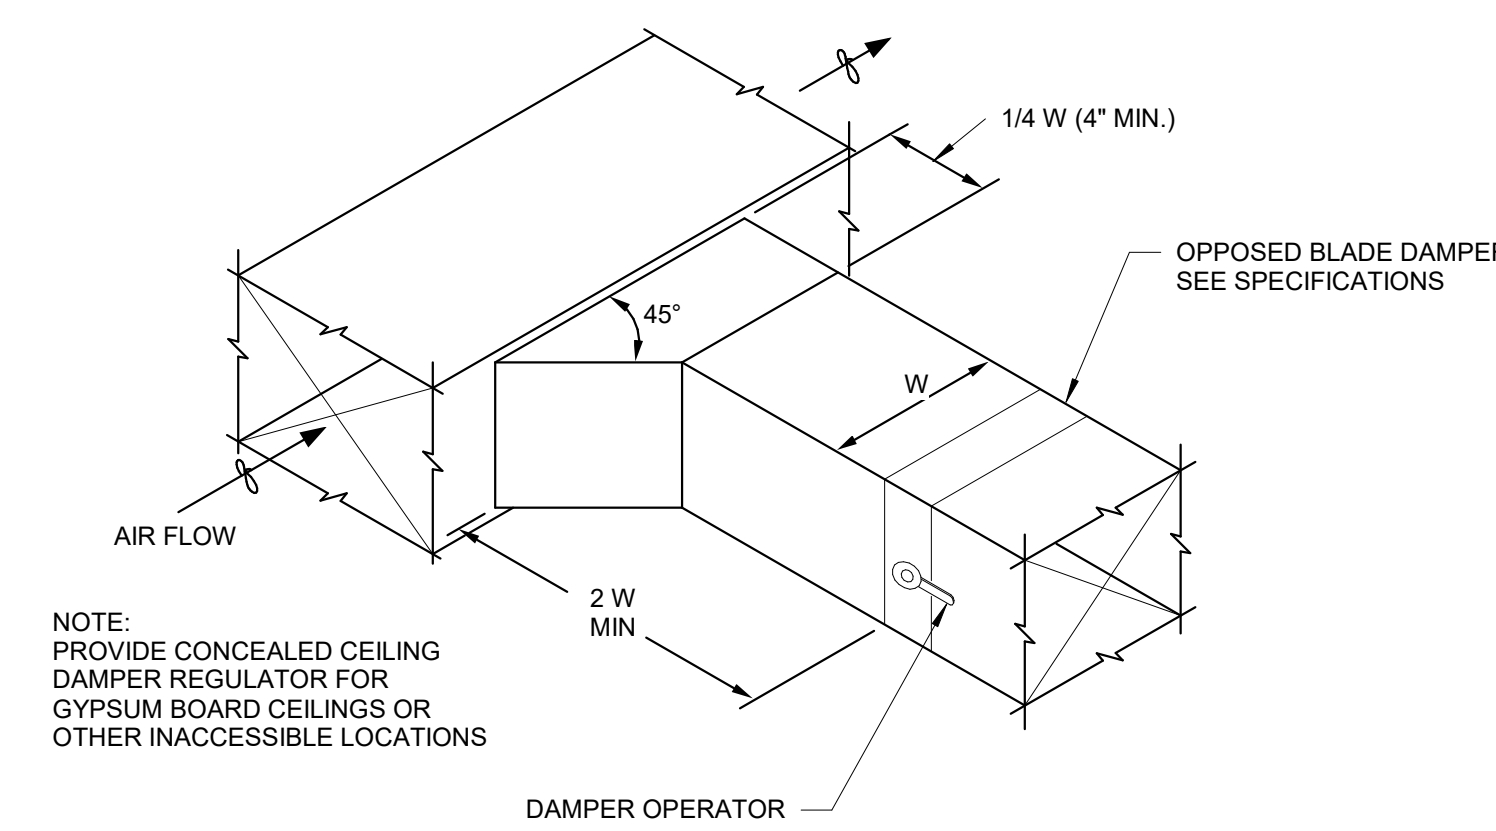 1/4 W (4" MIN.)
OPPOSED BLADE DAMPER
SEE SPECIFICATIONS
45°
W
AIR FLOW
2 W
MIN
NOTE:
PROVIDE CONCEALED CEILING
DAMPER REGULATOR FOR
GYPSUM BOARD CEILINGS OR
OTHER INACCESSIBLE LOCATIONS
DAMPER OPERATOR